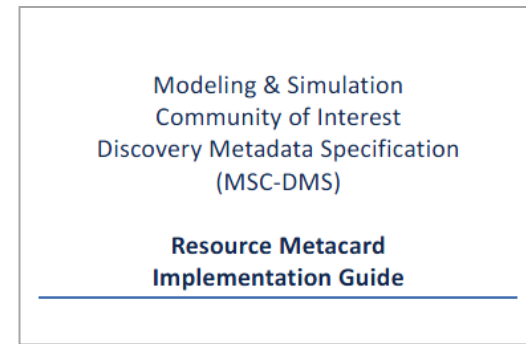 Modeling & Simulation
Community of Interest
Discovery Metadata Specification
(MSC-DMS)
Resource Metacard
Implementation Guide